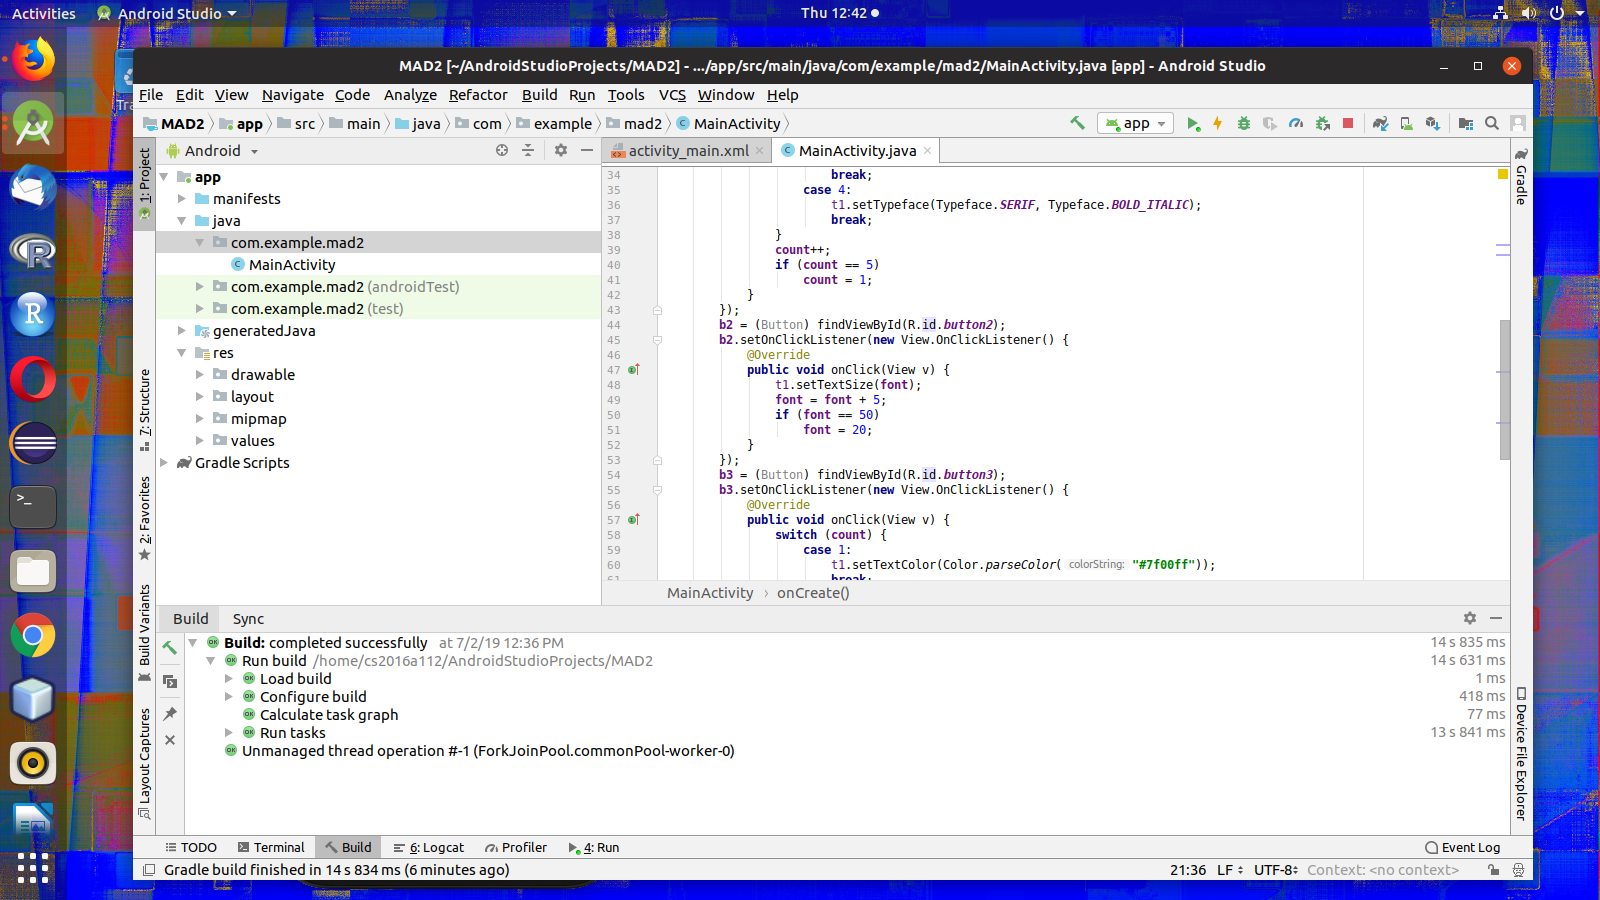 Activities Android Studio Thu 12:42
MAD2 [~/AndroidStudioProjects/MAD2] - .../app/src/main/java/com/example/mad2/MainActivity.java [app] - Android Studio
File Edit View Navigate Code Analyze Refactor Build Run Tools VCS Window Help
MAD2 app src main java com example mad2 MainActivity app
1: Project
7: Structure
2: Favorites
Build Variants
Layout Captures
Android
app
manifests
java
com.example.mad2
MainActivity
com.example.mad2 (androidTest)
com.example.mad2 (test)
generatedJava
res
drawable
layout
mipmap
values
Gradle Scripts
activity_main.xml MainActivity.java
34 break;
35 case 4:
36 t1.setTypeface(Typeface.SERIF, Typeface.BOLD_ITALIC);
37 break;
38 }
39 count++;
40 if (count == 5)
41 count = 1;
42 }
43 });
44 b2 = (Button) findViewById(R.id.button2);
45 b2.setOnClickListener(new View.OnClickListener() {
46 @Override
47 public void onClick(View v) {
48 t1.setTextSize(font);
49 font = font + 5;
50 if (font == 50)
51 font = 20;
52 }
53 });
54 b3 = (Button) findViewById(R.id.button3);
55 b3.setOnClickListener(new View.OnClickListener() {
56 @Override
57 public void onClick(View v) {
58 switch (count) {
59 case 1:
60 t1.setTextColor(Color.parseColor( colorString: "#7f00ff"));
61 break;
MainActivity › onCreate()
Gradle
Device File Explorer
Build Sync
Build: completed successfully at 7/2/19 12:36 PM 14 s 835 ms
Run build /home/cs2016a112/AndroidStudioProjects/MAD2 14 s 631 ms
Load build 1 ms
Configure build 418 ms
Calculate task graph 77 ms
Run tasks 13 s 841 ms
Unmanaged thread operation #-1 (ForkJoinPool.commonPool-worker-0)
TODO Terminal Build 6: Logcat Profiler 4: Run Event Log
Gradle build finished in 14 s 834 ms (6 minutes ago) 21:36 LF UTF-8 Context: <no context>